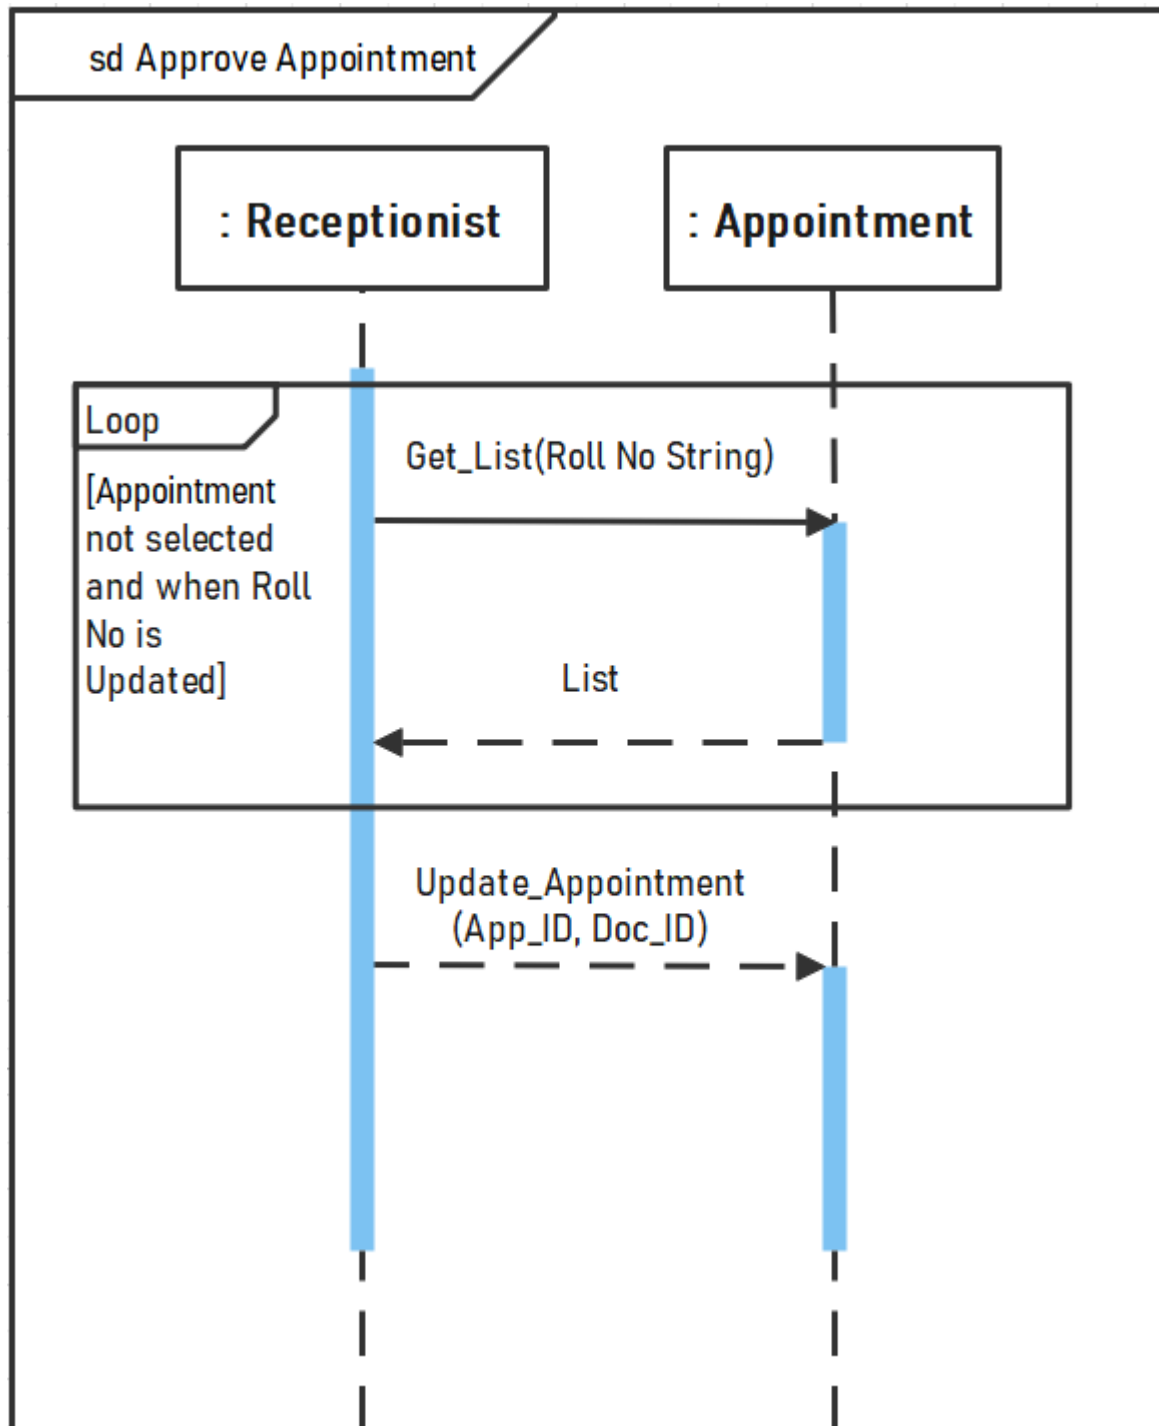 sd Approve Appointment
: Receptionist
: Appointment
Loop
[Appointment
not selected
and when Roll
No is
Updated]
Get_List(Roll No String)
List
Update_Appointment
(App_ID, Doc_ID)